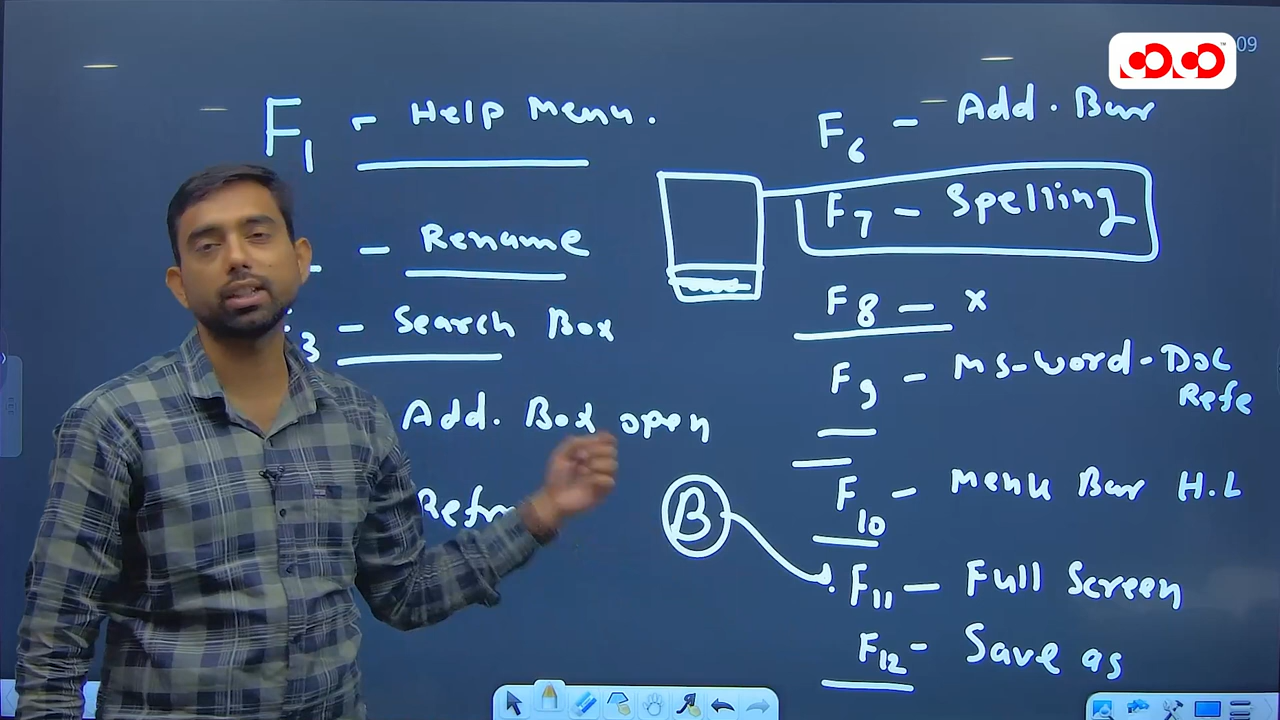 F1 - Help Menu.
- Rename
3 - Search Box
Add. Box open
Refr
F6 - Add. Bar
F7 - Spelling
F8 - x
F9 - Ms-word - Doc
Refe
F10 - Menu Bar H.L
B
F11 - Full Screen
F12 - Save as
09